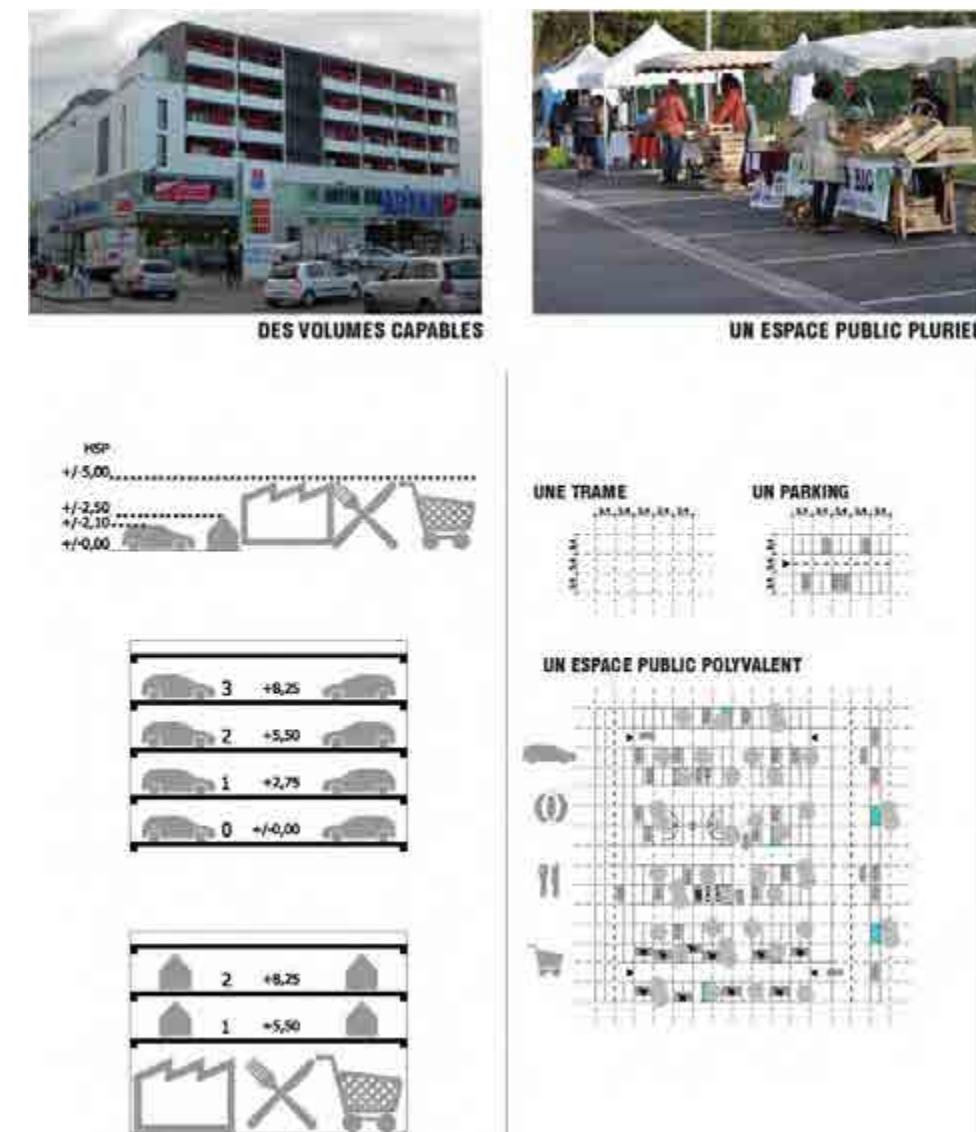 DES VOLUMES CAPABLES
UN ESPACE PUBLIC PLURIEL
HSP
+/-5,00
+/-2,50
+/-2,10
+/-0,00
3 +8,25
2 +5,50
1 +2,75
0 +/-0,00
2 +8,25
1 +5,50
UNE TRAME
UN PARKING
UN ESPACE PUBLIC POLYVALENT